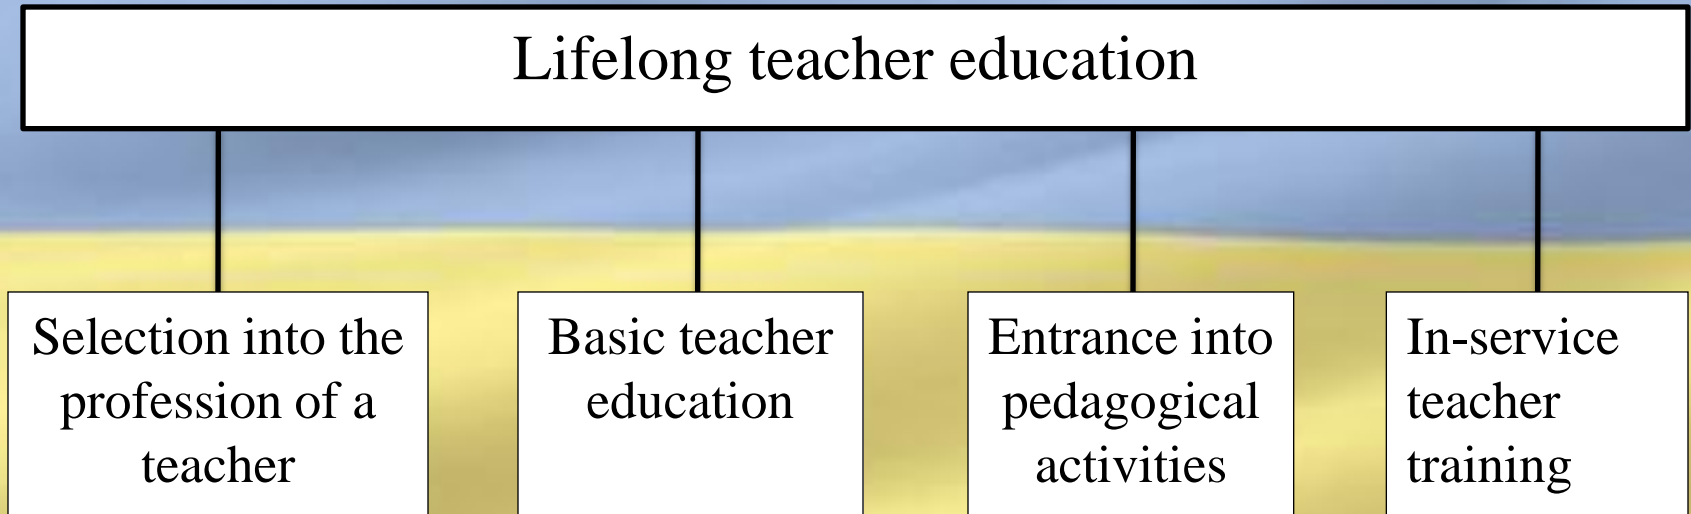 Lifelong teacher education
Selection into the
profession of a
teacher
Basic teacher
education
Entrance into
pedagogical
activities
In-service
teacher
training